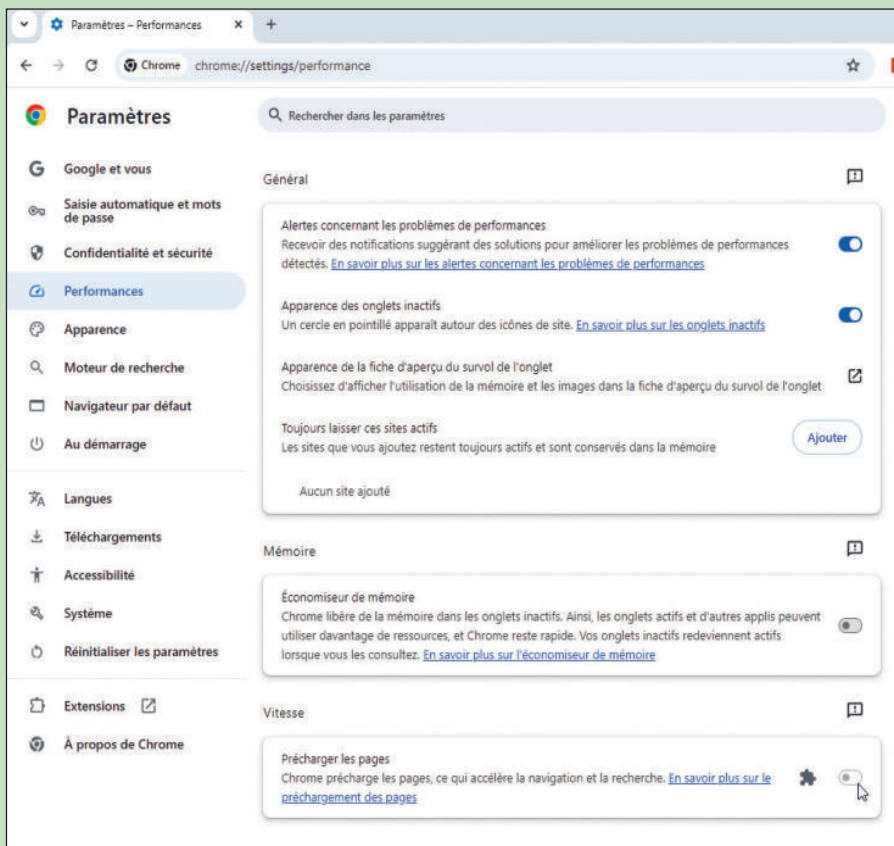 Paramètres – Performances
Chrome chrome://settings/performance
Paramètres
Rechercher dans les paramètres
Google et vous
Saisie automatique et mots
de passe
Confidentialité et sécurité
Performances
Apparence
Moteur de recherche
Navigateur par défaut
Au démarrage
Langues
Téléchargements
Accessibilité
Système
Réinitialiser les paramètres
Extensions
À propos de Chrome
Général
Alertes concernant les problèmes de performances
Recevoir des notifications suggérant des solutions pour améliorer les problèmes de performances
détectés. En savoir plus sur les alertes concernant les problèmes de performances
Apparence des onglets inactifs
Un cercle en pointillé apparaît autour des icônes de site. En savoir plus sur les onglets inactifs
Apparence de la fiche d'aperçu du survol de l'onglet
Choisissez d'afficher l'utilisation de la mémoire et les images dans la fiche d'aperçu du survol de l'onglet
Toujours laisser ces sites actifs
Les sites que vous ajoutez restent toujours actifs et sont conservés dans la mémoire
Ajouter
Aucun site ajouté
Mémoire
Économiseur de mémoire
Chrome libère de la mémoire dans les onglets inactifs. Ainsi, les onglets actifs et d'autres applis peuvent
utiliser davantage de ressources, et Chrome reste rapide. Vos onglets inactifs redeviennent actifs
lorsque vous les consultez. En savoir plus sur l'économiseur de mémoire
Vitesse
Précharger les pages
Chrome précharge les pages, ce qui accélère la navigation et la recherche. En savoir plus sur le
préchargement des pages